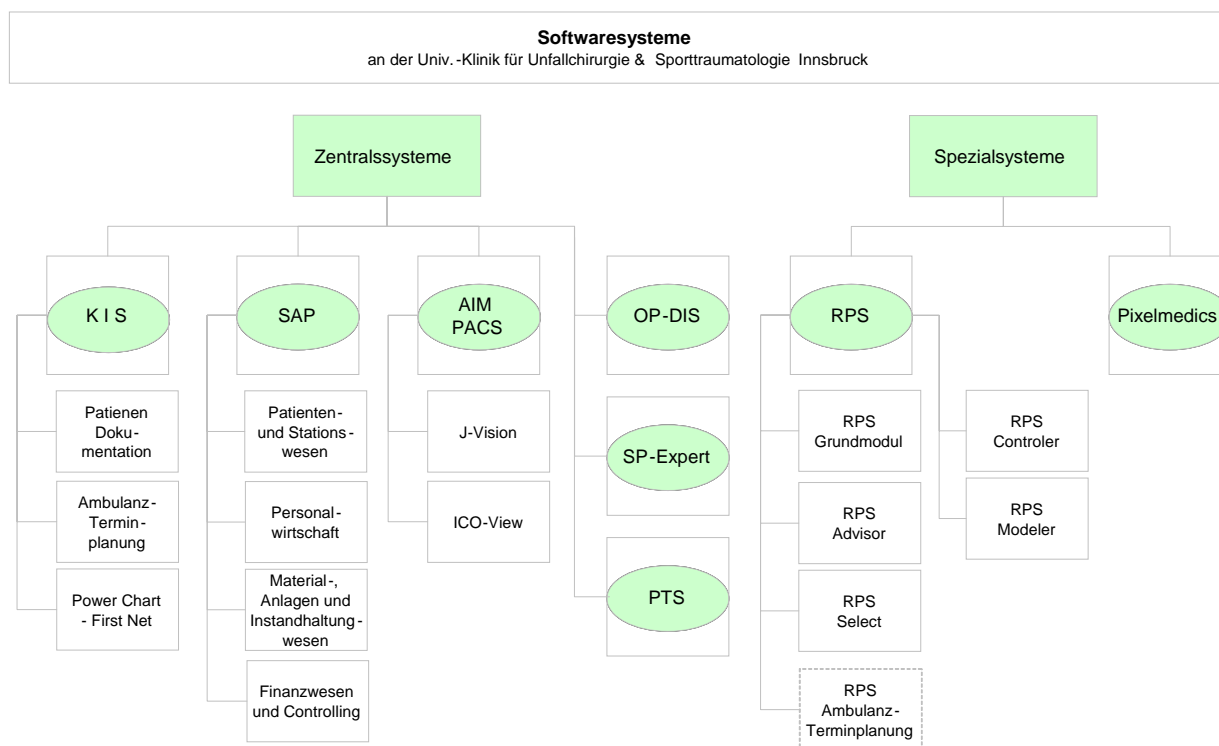 Softwaresysteme
an der Univ.-Klinik für Unfallchirurgie & Sporttraumatologie Innsbruck
Zentralssysteme
Spezialsysteme
K I S
SAP
AIM
PACS
OP-DIS
RPS
Pixelmedics
Patienen
Doku-
mentation
Patienten-
und Stations-
wesen
J-Vision
SP-Expert
RPS
Grundmodul
RPS
Controler
Ambulanz-
Termin-
planung
Personal-
wirtschaft
ICO-View
RPS
Advisor
RPS
Modeler
Power Chart
- First Net
Material-,
Anlagen und
Instandhaltung-
wesen
PTS
RPS
Select
Finanzwesen
und Controlling
RPS
Ambulanz-
Terminplanung